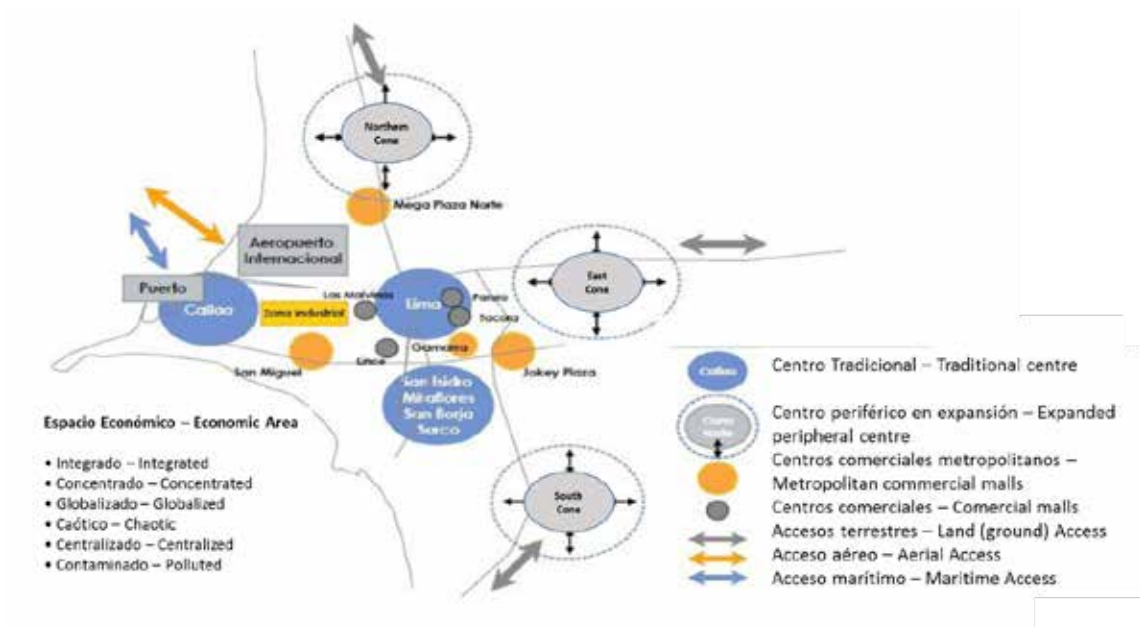 Northern
Cone
Mega Plaza Norte
Aeropuerto
Internacional
East
Cone
Puerto
Callao
Zona Industrial
Las Malvinas
Lima
Tacora
Gamarra
Lince
San Miguel
Jokey Plaza
San Isidro
Miraflores
San Borja
Surco
South
Cone
Espacio Económico – Economic Area
• Integrado – Integrated
• Concentrado – Concentrated
• Globalizado – Globalized
• Caótico – Chaotic
• Centralizado – Centralized
• Contaminado – Polluted
Callao
Centro Tradicional – Traditional centre
Centro periférico en expansión – Expanded
peripheral centre
Centros comerciales metropolitanos –
Metropolitan commercial malls
Centros comerciales – Comercial malls
Accesos terrestres – Land (ground) Access
Acceso aéreo – Aerial Access
Acceso marítimo – Maritime Access